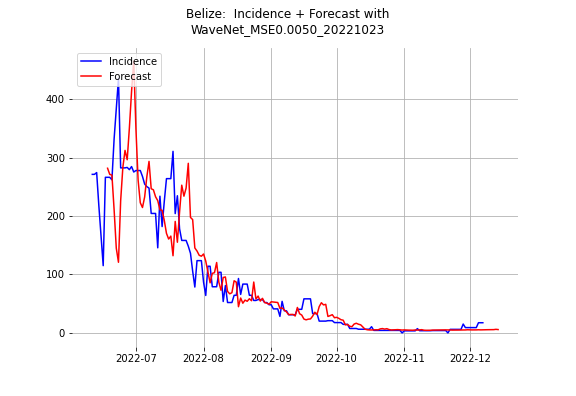 Belize:  Incidence + Forecast with
WaveNet_MSE0.0050_20221023
Incidence
Forecast
400
300
200
100
0
2022-07 2022-08 2022-09 2022-10 2022-11 2022-12